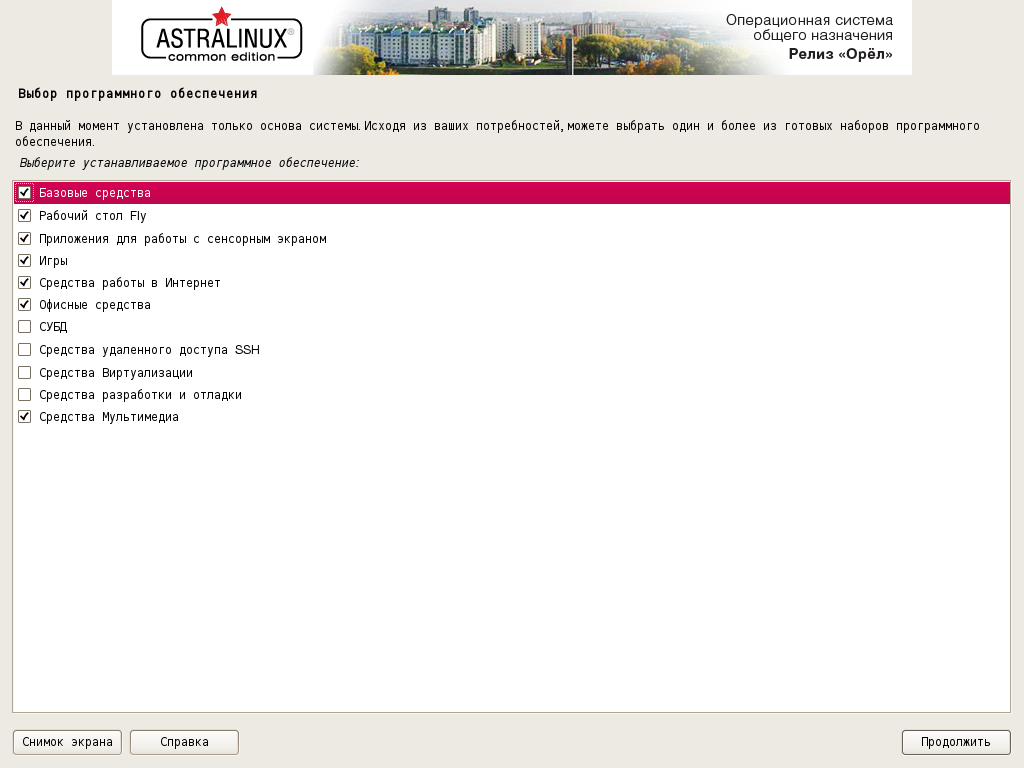 ASTRALINUX®
common edition
Операционная система
общего назначения
Релиз «Орёл»
Выбор программного обеспечения
В данный момент установлена только основа системы. Исходя из ваших потребностей, можете выбрать один и более из готовых наборов программного
обеспечения.
Выберите устанавливаемое программное обеспечение:
Базовые средства
Рабочий стол Fly
Приложения для работы с сенсорным экраном
Игры
Средства работы в Интернет
Офисные средства
СУБД
Средства удаленного доступа SSH
Средства Виртуализации
Средства разработки и отладки
Средства Мультимедиа
Снимок экрана
Справка
Продолжить